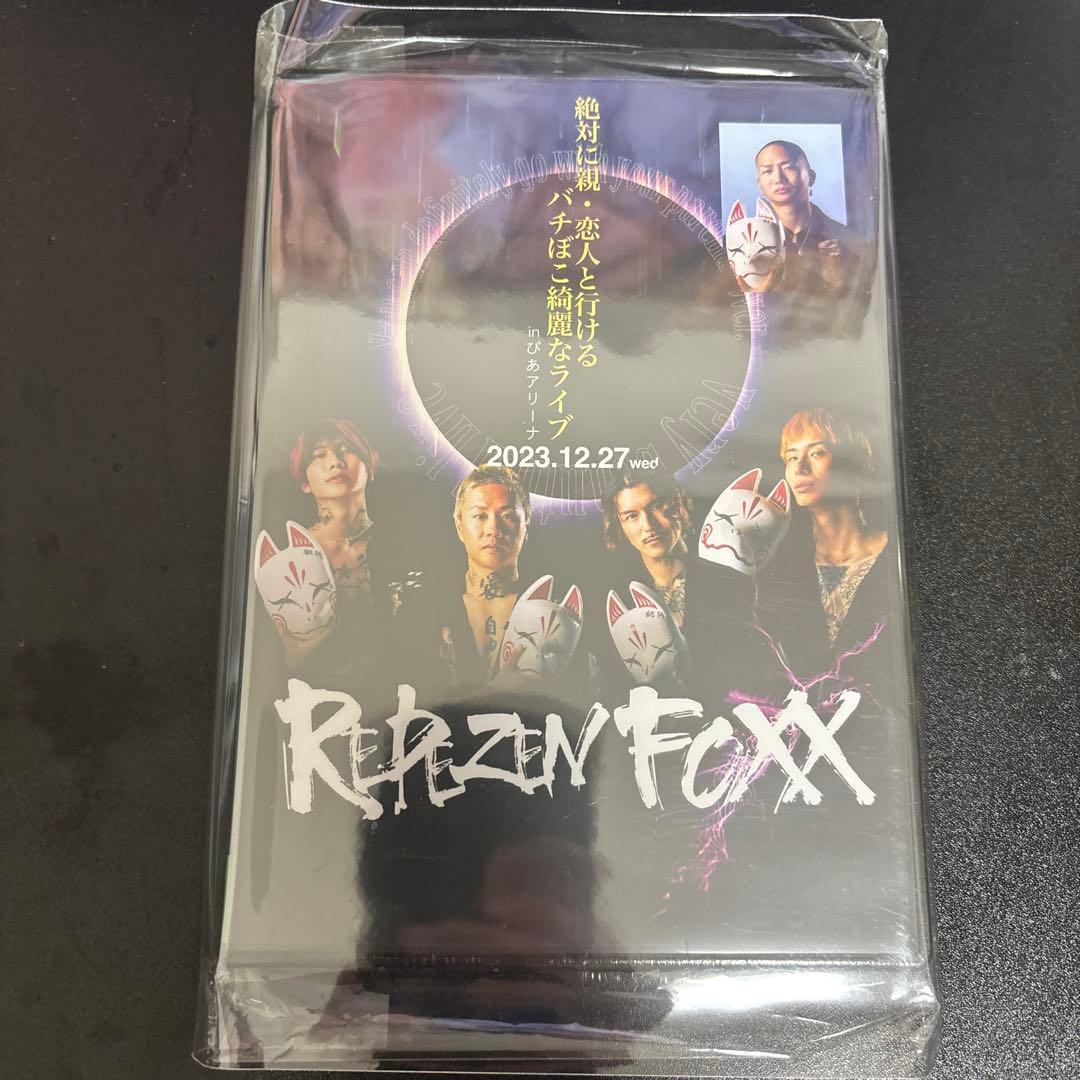 絶対に親・恋人と行ける
バチぼこ綺麗なライブ
inぴあアリーナ
2023.12.27wed
REPEZEN FOXX